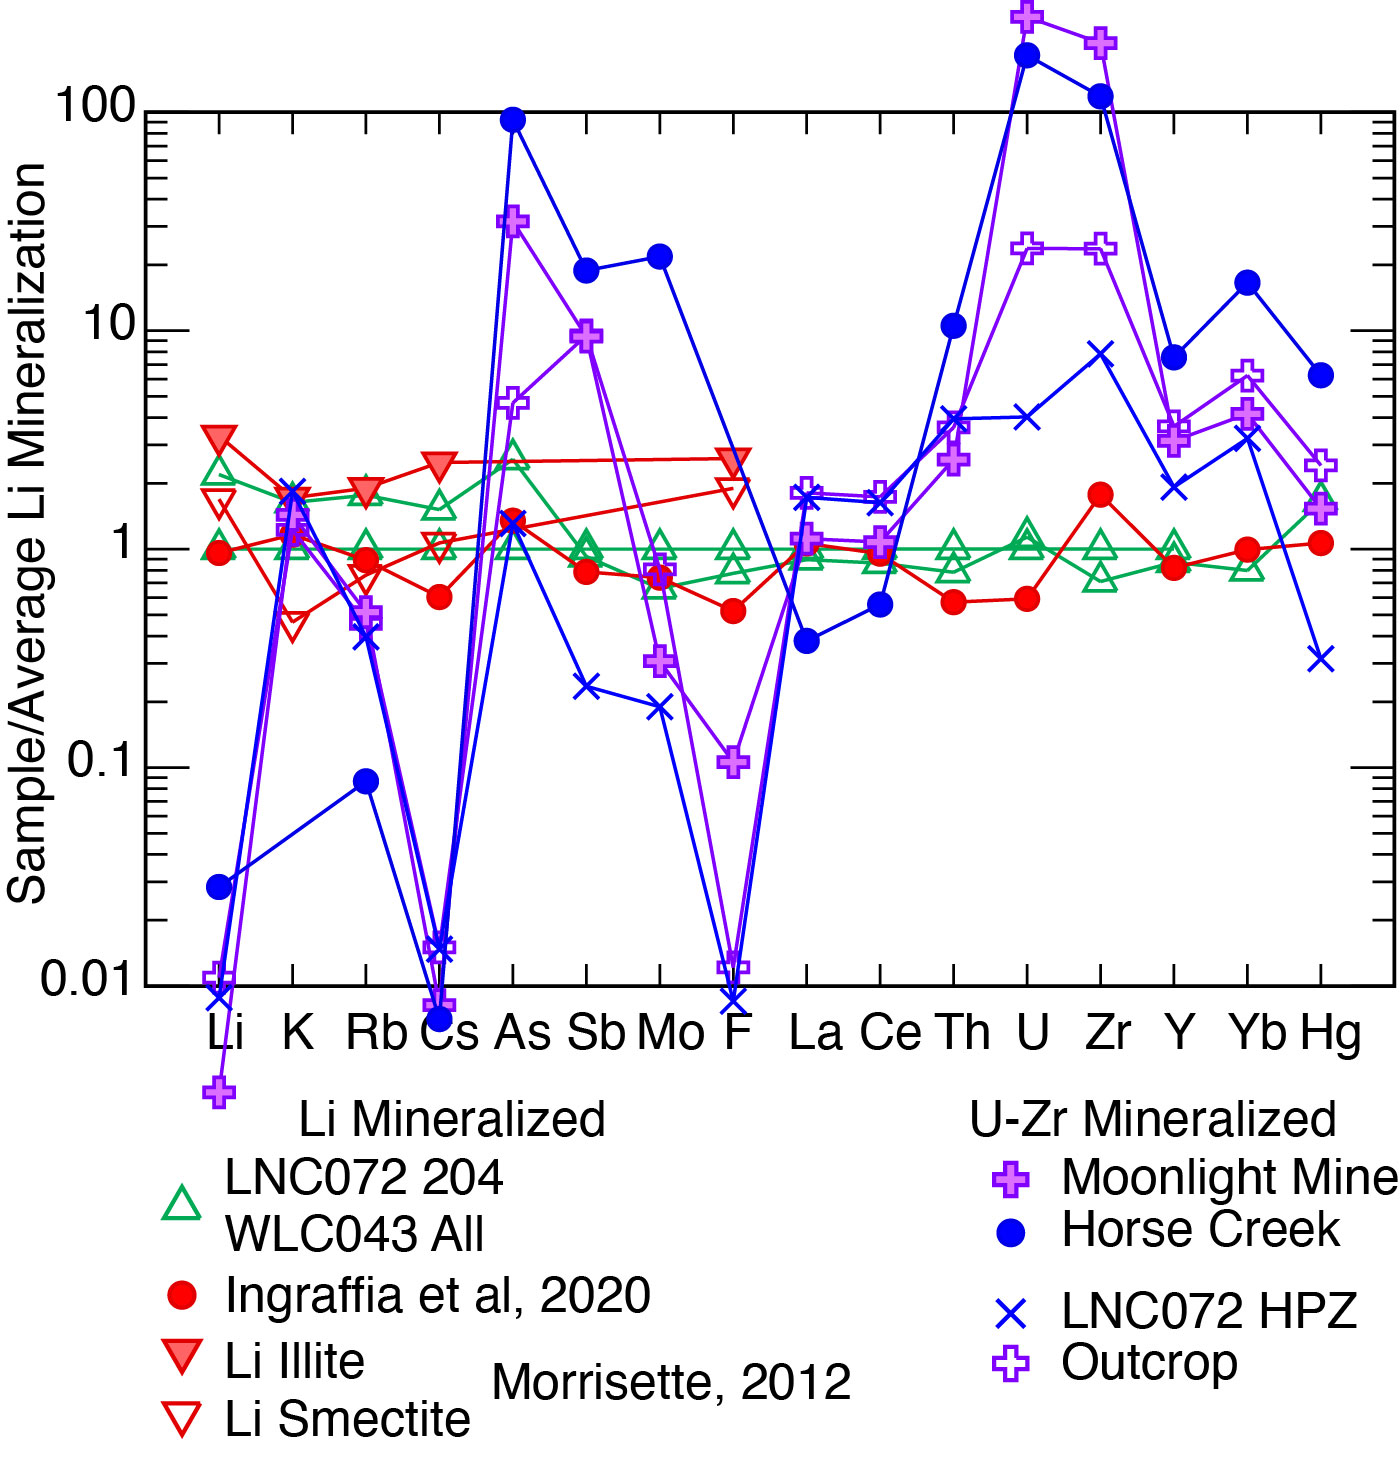 Sample/Average Li Mineralization
100
10
1
0.1
0.01
Li K Rb Cs As Sb Mo F La Ce Th U Zr Y Yb Hg
Li Mineralized
LNC072 204
WLC043 All
Ingraffia et al, 2020
Li Illite
Li Smectite
Morrisette, 2012
U-Zr Mineralized
Moonlight Mine
Horse Creek
LNC072 HPZ
Outcrop